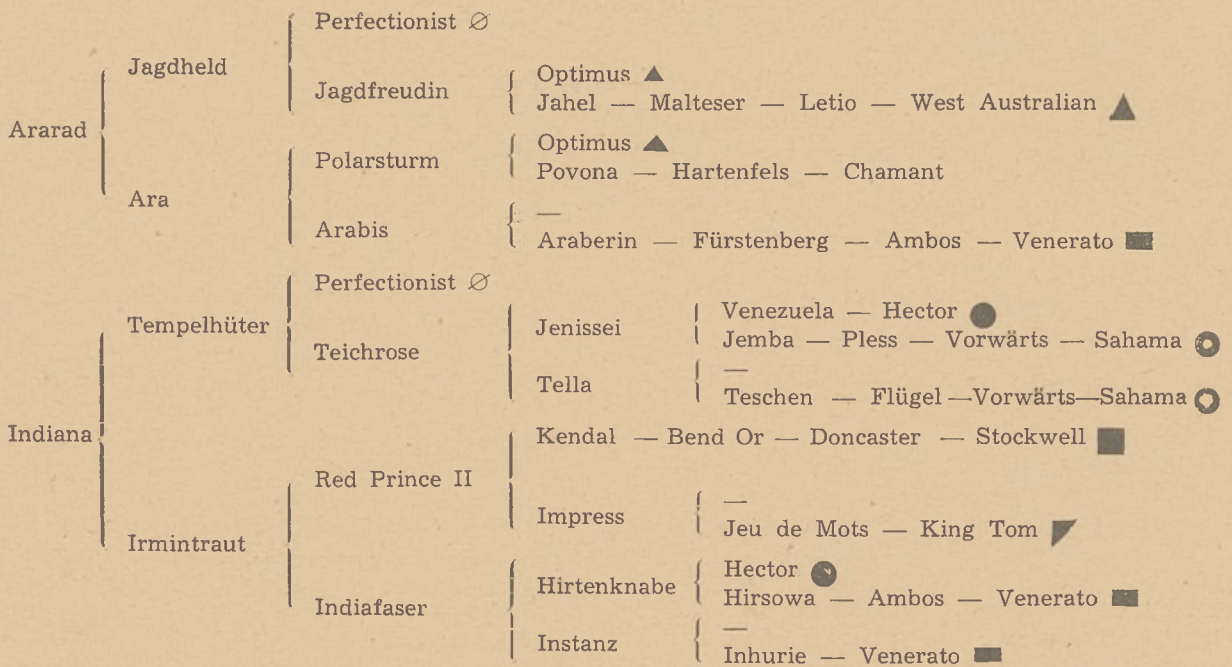 Perfectionist ∅
Jagdheld
Jagdfreudin
Optimus ▲
Jahel — Malteser — Letio — West Australian ▲
Ararad
Polarsturm
Optimus ▲
Povona — Hartenfels — Chamant
Ara
Arabis
—
Araberin — Fürstenberg — Ambos — Venerato ■
Perfectionist ∅
Tempelhüter
Teichrose
Jenissei
Venezuela — Hector ●
Jemba — Pless — Vorwärts — Sahama
Tella
—
Teschen — Flügel —Vorwärts—Sahama
Indiana
Kendal — Bend Or — Doncaster — Stockwell ■
Red Prince II
Impress
—
Jeu de Mots — King Tom
Irmintraut
Hirtenknabe
Hector ●
Hirsowa — Ambos — Venerato ■
Indiafaser
Instanz
—
Inhurie — Venerato ■